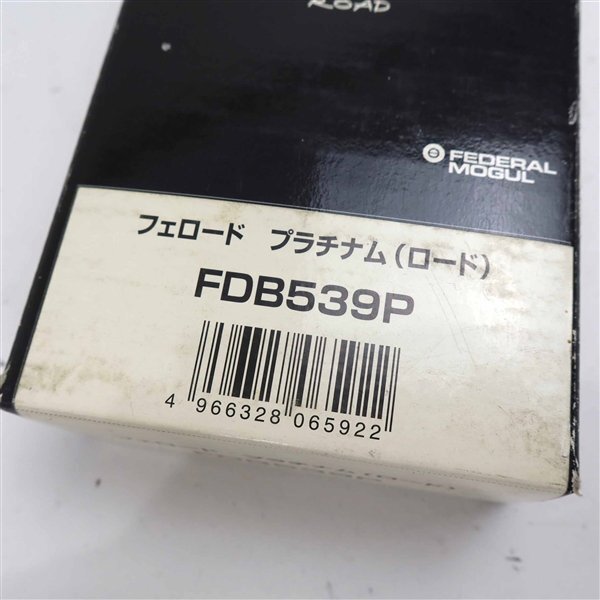 ROAD
FEDERAL
MOGUL
フェロード プラチナム(ロード)
FDB539P
4 966328 065922